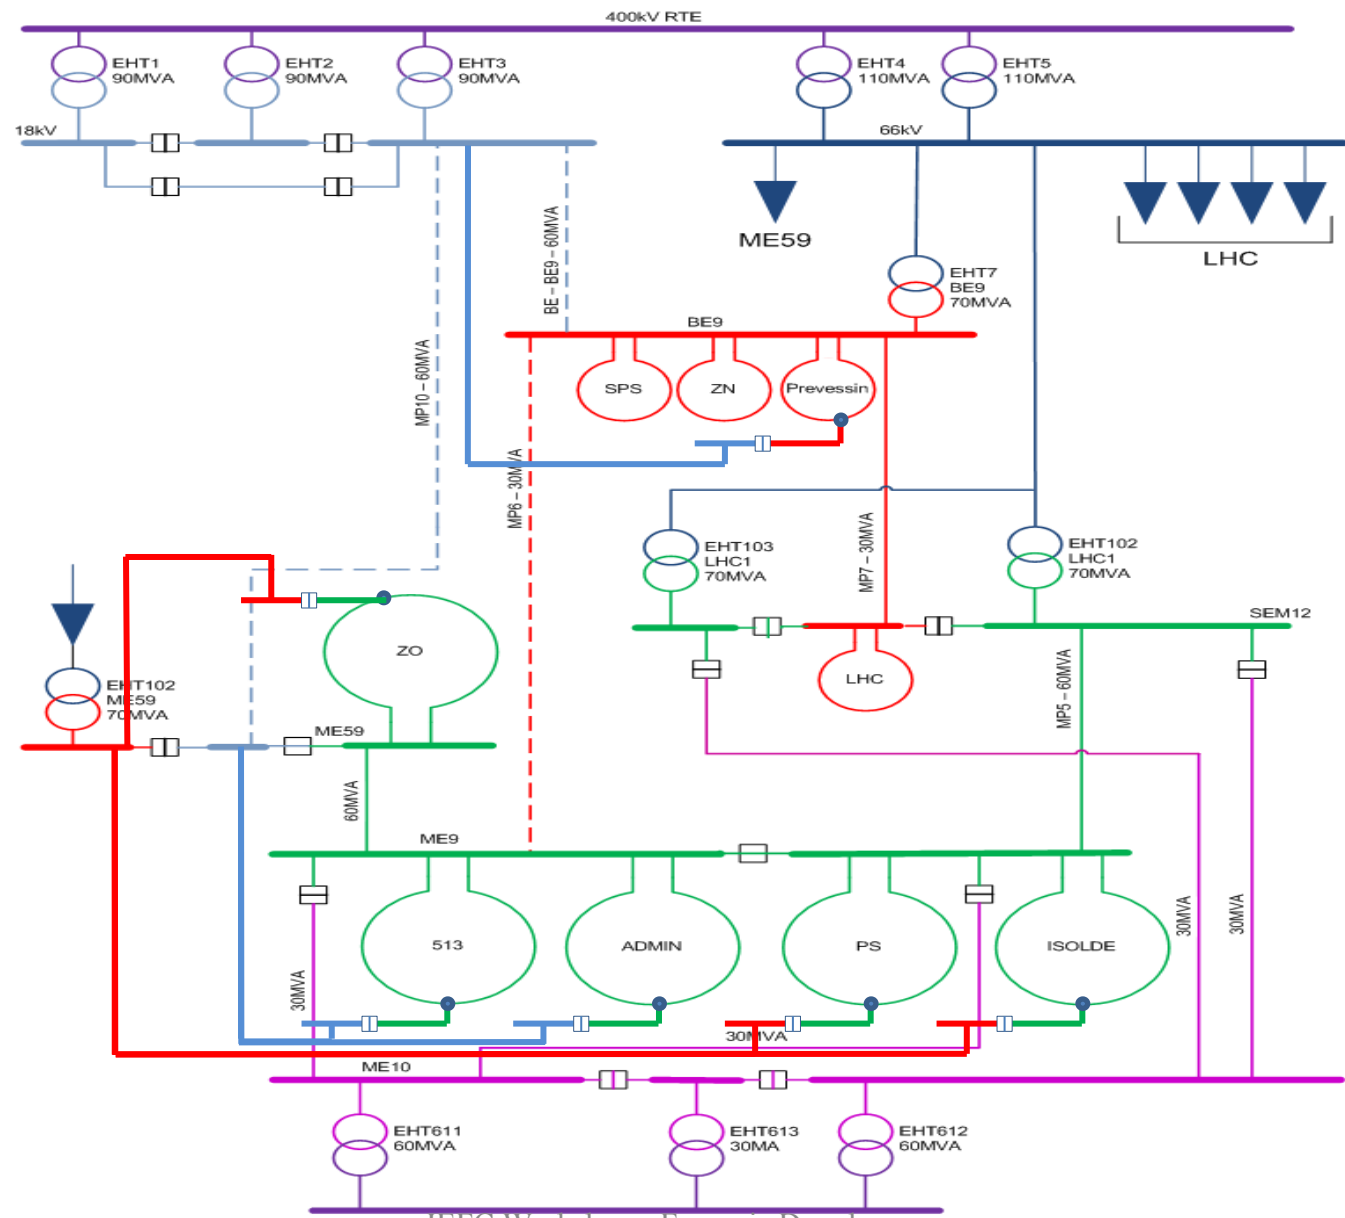 400kV RTE
EHT1
90MVA
EHT2
90MVA
EHT3
90MVA
EHT4
110MVA
EHT5
110MVA
18kV
66kV
ME59
LHC
BE – BE9 – 60MVA
EHT7
BE9
70MVA
BE9
MP10 – 60MVA
SPS
ZN
Prevessin
MP6 – 30MVA
MP7 – 30MVA
EHT103
LHC1
70MVA
EHT102
LHC1
70MVA
SEM12
ZO
LHC
MP5 – 60MVA
EHT102
ME59
70MVA
ME59
60MVA
ME9
513
ADMIN
PS
ISOLDE
30MVA
30MVA
30MVA
30MVA
ME10
EHT611
60MVA
EHT613
30MA
EHT612
60MVA